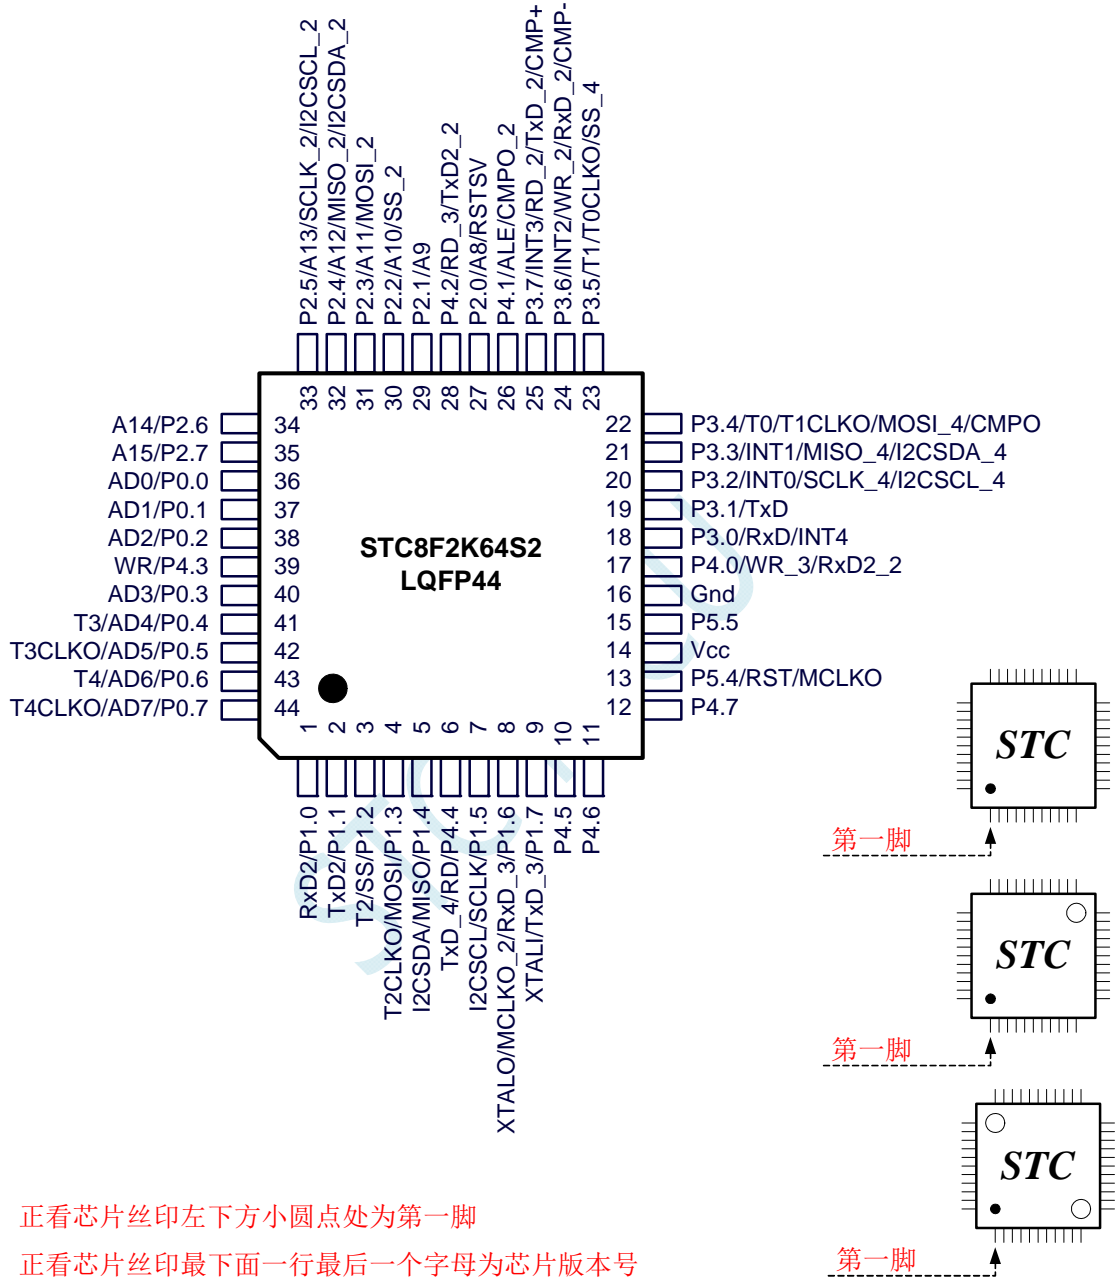 P2.5/A13/SCLK_2/I2CSCL_2
P2.4/A12/MISO_2/I2CSDA_2
P2.3/A11/MOSI_2
P2.2/A10/SS_2
P2.1/A9
P4.2/RD_3/TxD2_2
P2.0/A8/RSTSV
P4.1/ALE/CMPO_2
P3.7/INT3/RD_2/TxD_2/CMP+
P3.6/INT2/WR_2/RxD_2/CMP-
P3.5/T1/T0CLKO/SS_4
33 32 31 30 29 28 27 26 25 24 23
A14/P2.6 34
A15/P2.7 35
AD0/P0.0 36
AD1/P0.1 37
AD2/P0.2 38
WR/P4.3 39
AD3/P0.3 40
T3/AD4/P0.4 41
T3CLKO/AD5/P0.5 42
T4/AD6/P0.6 43
T4CLKO/AD7/P0.7 44
STC8F2K64S2
LQFP44
22 P3.4/T0/T1CLKO/MOSI_4/CMPO
21 P3.3/INT1/MISO_4/I2CSDA_4
20 P3.2/INT0/SCLK_4/I2CSCL_4
19 P3.1/TxD
18 P3.0/RxD/INT4
17 P4.0/WR_3/RxD2_2
16 Gnd
15 P5.5
14 Vcc
13 P5.4/RST/MCLKO
12 P4.7
1 2 3 4 5 6 7 8 9 10 11
RxD2/P1.0
TxD2/P1.1
T2/SS/P1.2
T2CLKO/MOSI/P1.3
I2CSDA/MISO/P1.4
TxD_4/RD/P4.4
I2CSCL/SCLK/P1.5
XTALO/MCLKO_2/RxD_3/P1.6
XTALI/TxD_3/P1.7
P4.5
P4.6
STC
第一脚
STC
第一脚
STC
第一脚
正看芯片丝印左下方小圆点处为第一脚
正看芯片丝印最下面一行最后一个字母为芯片版本号